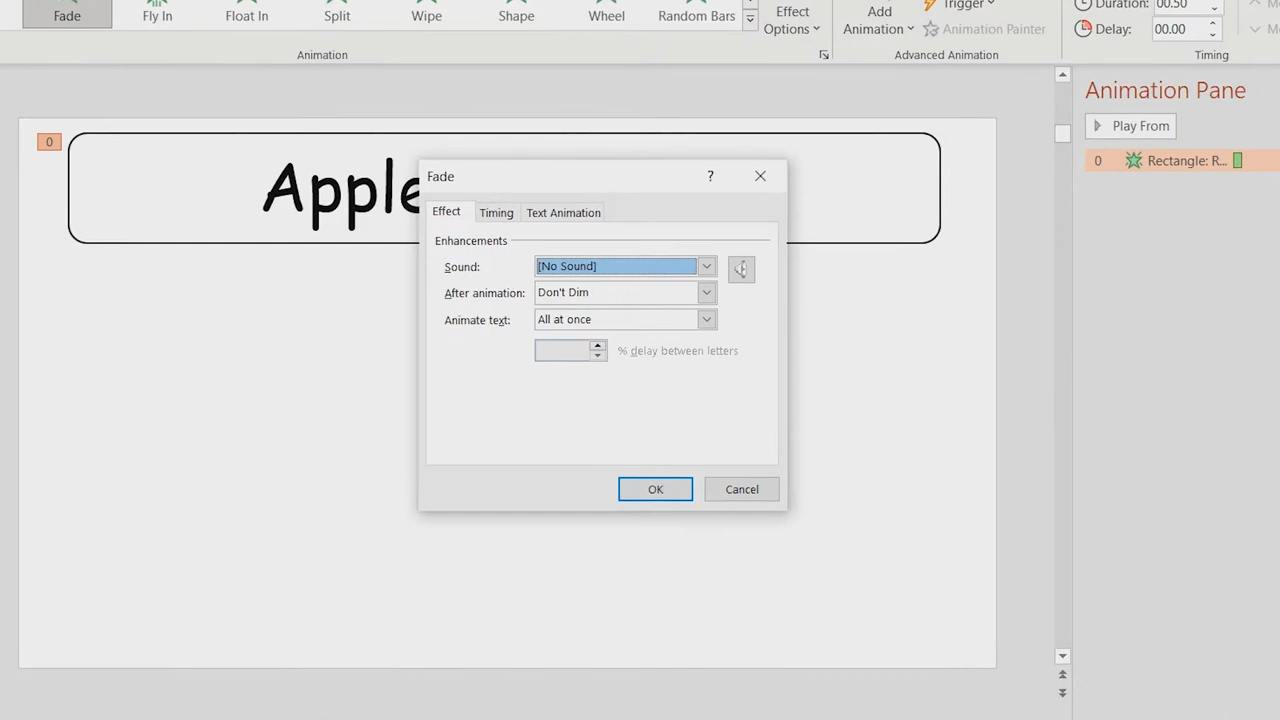 Fade
Fly In
Float In
Split
Wipe
Shape
Wheel
Random Bars
Effect
Options
Add
Animation
Trigger
Animation Painter
Duration: 00.50
Delay: 00.00
Animation
Advanced Animation
Timing
Animation Pane
Play From
0
0 Rectangle: R...
Apple
Fade
?
Effect
Timing
Text Animation
Enhancements
Sound: [No Sound]
After animation: Don't Dim
Animate text: All at once
% delay between letters
OK
Cancel